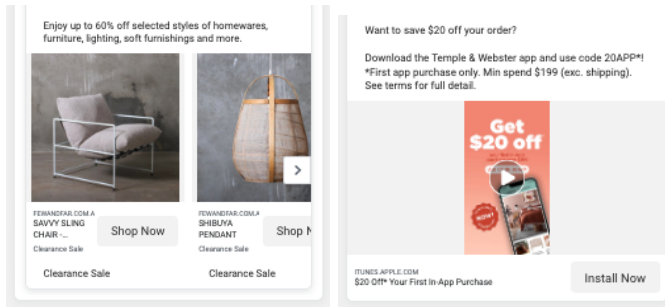 Enjoy up to 60% off selected styles of homewares,
furniture, lighting, soft furnishings and more.
FEWANDFAR.COM.A
SAVVY SLING
CHAIR -...
Clearance Sale
Shop Now
Clearance Sale
FEWANDFAR.COM.A
SHIBUYA
PENDANT
Clearance Sale
Shop N
Clearance Sale
Want to save $20 off your order?
Download the Temple & Webster app and use code 20APP*!
*First app purchase only. Min spend $199 (exc. shipping).
See terms for full detail.
Get
$20 off
NOW!
ITUNES.APPLE.COM
$20 Off* Your First In-App Purchase
Install Now